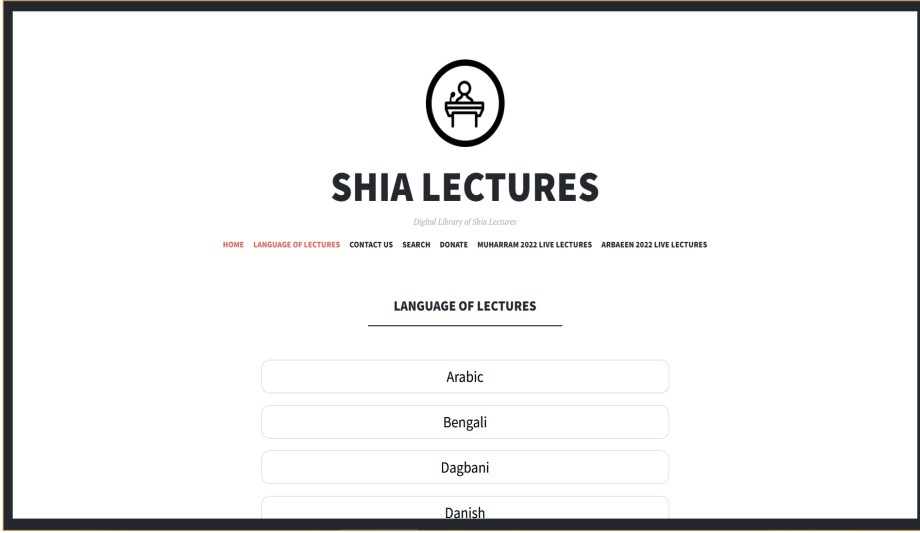 SHIA LECTURES
Digital Library of Shia Lectures
HOME LANGUAGE OF LECTURES CONTACT US SEARCH DONATE MUHARRAM 2022 LIVE LECTURES ARBAEEN 2022 LIVE LECTURES
LANGUAGE OF LECTURES
Arabic
Bengali
Dagbani
Danish